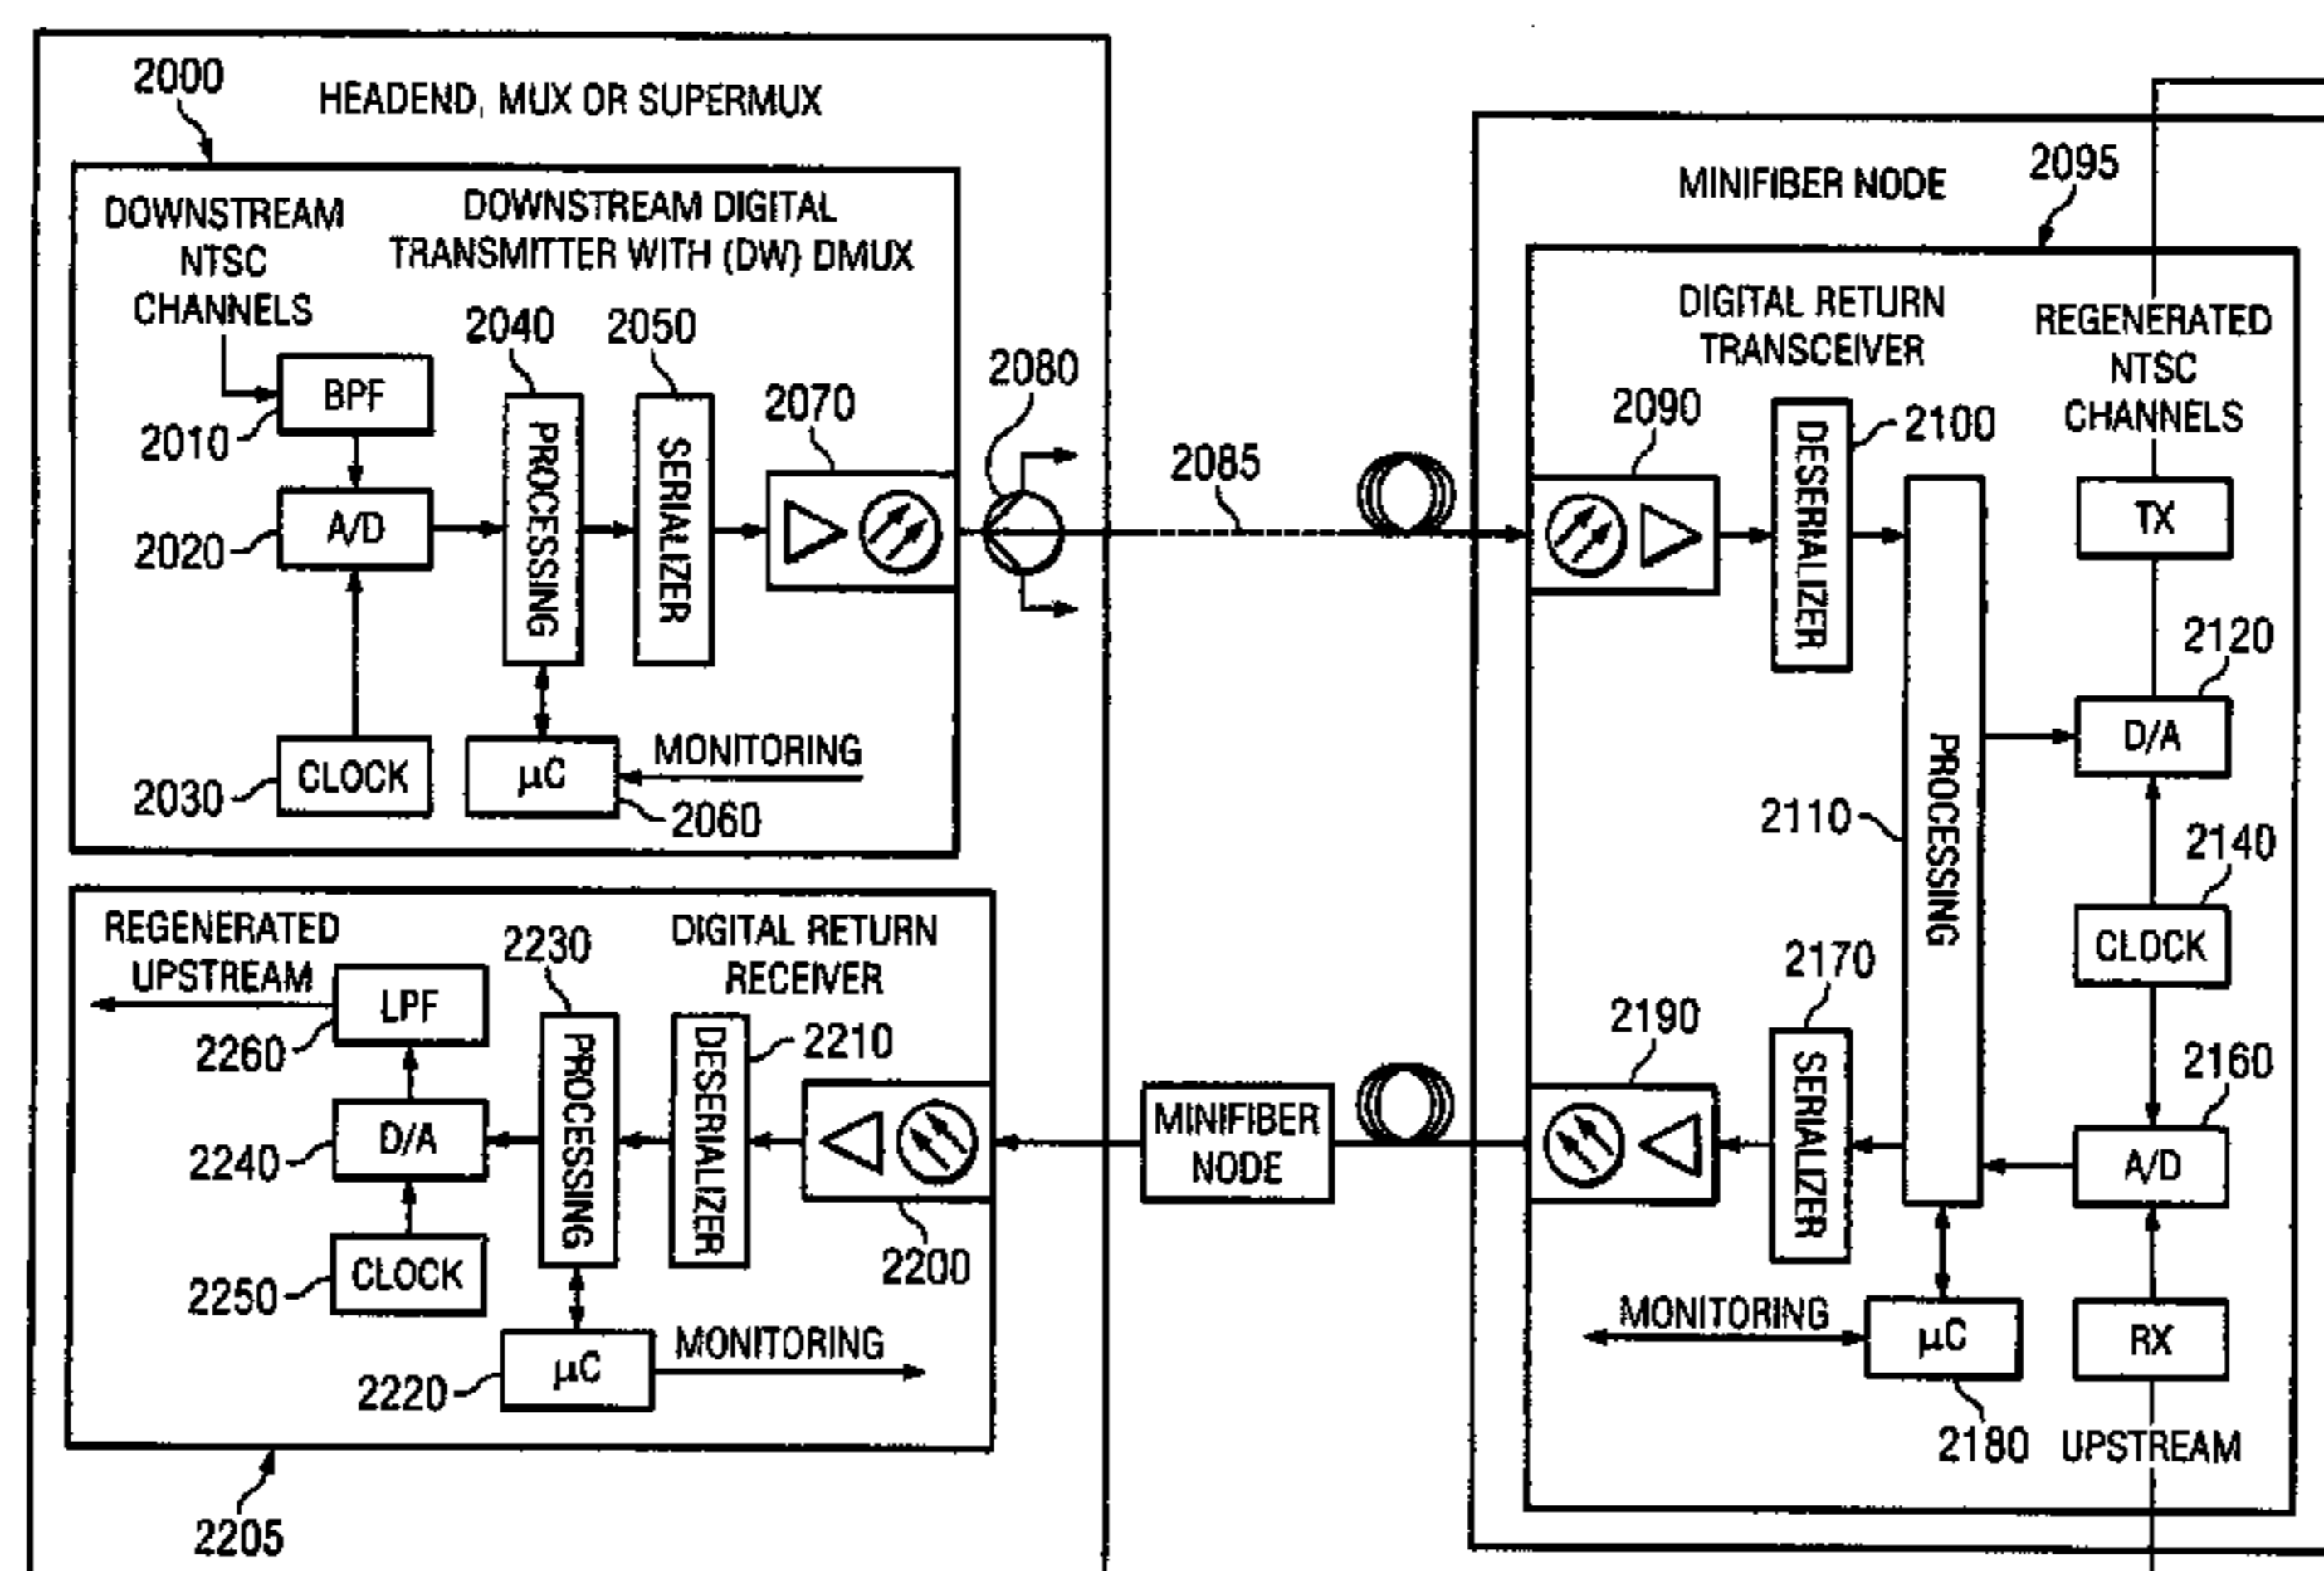 2000
HEADEND, MUX OR SUPERMUX
DOWNSTREAM
NTSC
CHANNELS
DOWNSTREAM DIGITAL
TRANSMITTER WITH (DW) DMUX
2040
2050
2070
2080
BPF
2010
A/D
2020
PROCESSING
SERIALIZER
CLOCK
2030
μC
MONITORING
2060
2085
MINIFIBER NODE
2095
DIGITAL RETURN
TRANSCEIVER
REGENERATED
NTSC
CHANNELS
2090
2100
DESERIALIZER
TX
2120
D/A
PROCESSING
2110
2140
CLOCK
2170
2190
SERIALIZER
2160
A/D
MONITORING
μC
RX
2180
UPSTREAM
REGENERATED
UPSTREAM
2230
DIGITAL RETURN
RECEIVER
LPF
2260
2210
PROCESSING
DESERIALIZER
D/A
2240
MINIFIBER
NODE
2200
CLOCK
2250
μC
MONITORING
2220
2205